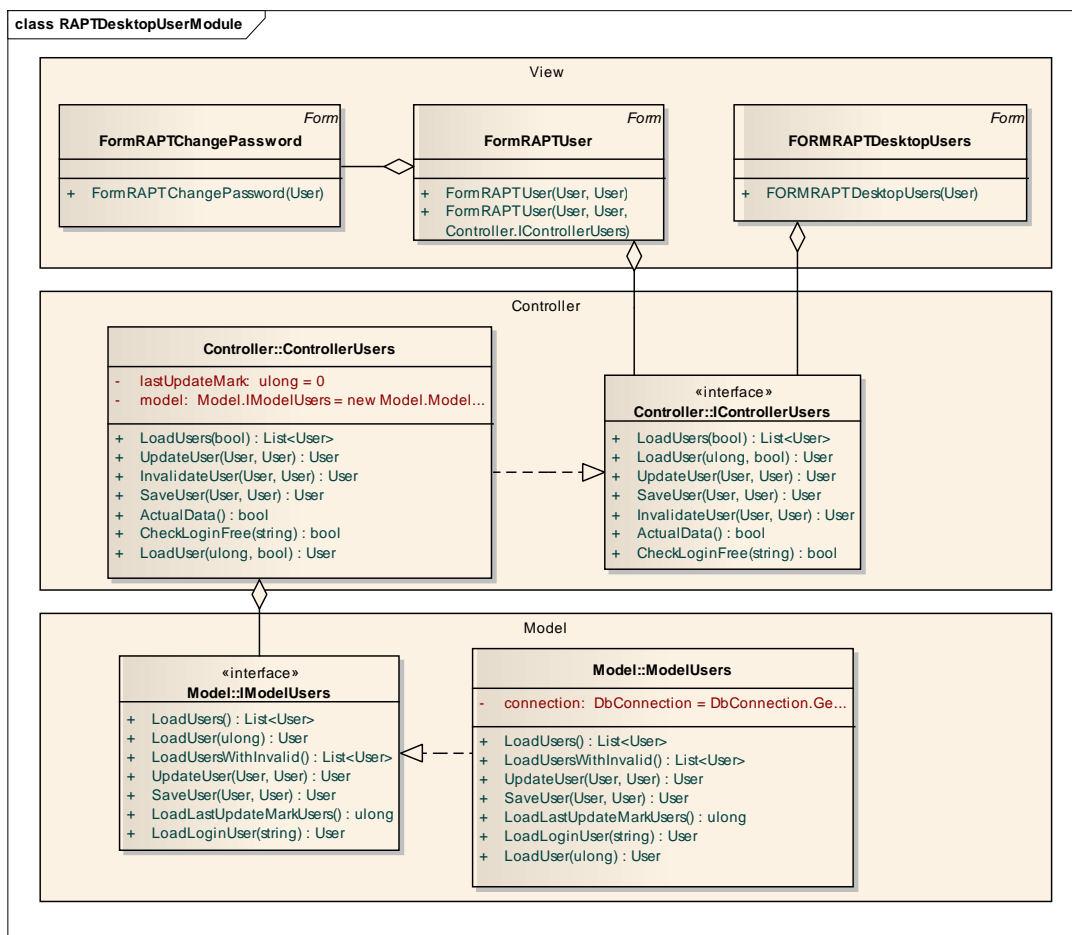 class RAPTDesktopUserModule
View
Form
FormRAPTChangePassword
+ FormRAPTChangePassword(User)
Form
FormRAPTUser
+ FormRAPTUser(User, User)
+ FormRAPTUser(User, User,
Controller.IControllerUsers)
Form
FORMRAPTDesktopUsers
+ FORMRAPTDesktopUsers(User)
Controller
Controller::ControllerUsers
- lastUpdateMark: ulong = 0
- model: Model.IModelUsers = new Model.Model...
+ LoadUsers(bool) : List<User>
+ UpdateUser(User, User) : User
+ InvalidateUser(User, User) : User
+ SaveUser(User, User) : User
+ ActualData() : bool
+ CheckLoginFree(string) : bool
+ LoadUser(ulong, bool) : User
«interface»
Controller::IControllerUsers
+ LoadUsers(bool) : List<User>
+ LoadUser(ulong, bool) : User
+ UpdateUser(User, User) : User
+ SaveUser(User, User) : User
+ InvalidateUser(User, User) : User
+ ActualData() : bool
+ CheckLoginFree(string) : bool
Model
«interface»
Model::IModelUsers
+ LoadUsers() : List<User>
+ LoadUser(ulong) : User
+ LoadUsersWithInvalid() : List<User>
+ UpdateUser(User, User) : User
+ SaveUser(User, User) : User
+ LoadLastUpdateMarkUsers() : ulong
+ LoadLoginUser(string) : User
Model::ModelUsers
- connection: DbConnection = DbConnection.Ge...
+ LoadUsers() : List<User>
+ LoadUsersWithInvalid() : List<User>
+ UpdateUser(User, User) : User
+ SaveUser(User, User) : User
+ LoadLastUpdateMarkUsers() : ulong
+ LoadLoginUser(string) : User
+ LoadUser(ulong) : User